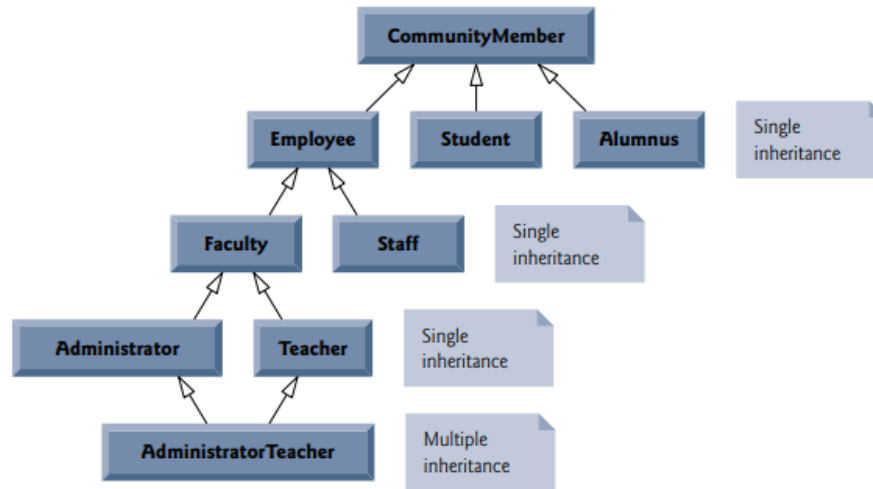 CommunityMember
Employee
Student
Alumnus
Single
inheritance
Faculty
Staff
Single
inheritance
Administrator
Teacher
Single
inheritance
AdministratorTeacher
Multiple
inheritance